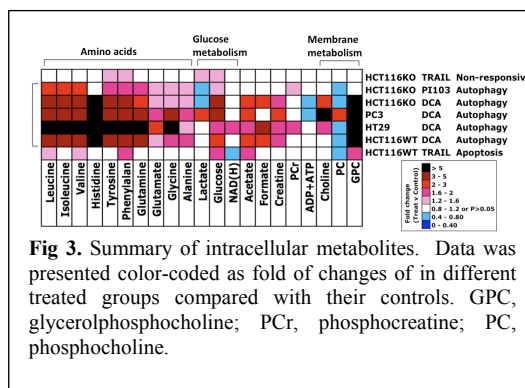 Amino acids
Glucose
metabolism
Membrane
metabolism
HCT116KO TRAIL Non-responsive
HCT116KO PI103 Autophagy
HCT116KO DCA Autophagy
PC3 DCA Autophagy
HT29 DCA Autophagy
HCT116WT DCA Autophagy
HCT116WT TRAIL Apoptosis
Leucine
Isoleucine
Valine
Histidine
Tyrosine
Phenylalan
Glutamine
Glutamate
Glycine
Alanine
Lactate
Glucose
NAD(H)
Acetate
Formate
Creatine
PCr
ADP+ATP
Choline
PC
GPC
Fold change
(Treat v Control)
> 5
3 - 5
2 - 3
1.6 - 2
1.2 - 1.6
0.8 - 1.2 or P>0.05
0.4 - 0.80
0 - 0.40
Fig 3. Summary of intracellular metabolites. Data was
presented color-coded as fold of changes of in different
treated groups compared with their controls. GPC,
glycerolphosphocholine; PCr, phosphocreatine; PC,
phosphocholine.